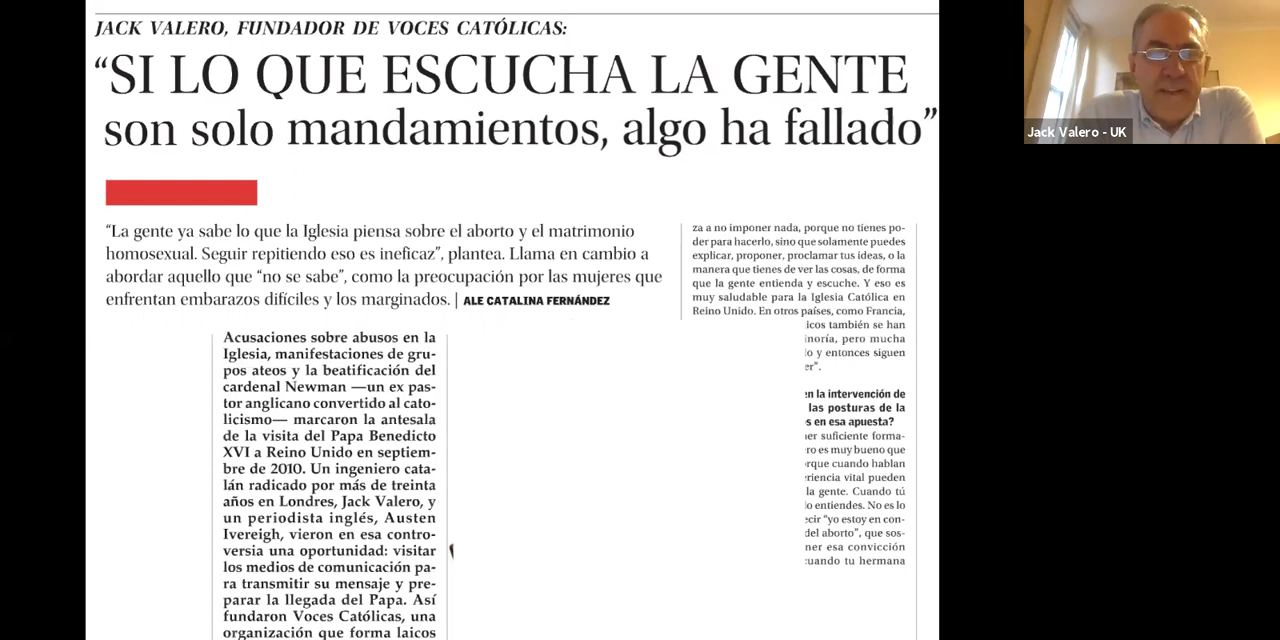 JACK VALERO, FUNDADOR DE VOCES CATÓLICAS:
“SI LO QUE ESCUCHA LA GENTE
son solo mandamientos, algo ha fallado”
“La gente ya sabe lo que la Iglesia piensa sobre el aborto y el matrimonio
homosexual. Seguir repitiendo eso es ineficaz”, plantea. Llama en cambio a
abordar aquello que “no se sabe”, como la preocupación por las mujeres que
enfrentan embarazos difíciles y los marginados. | ALE CATALINA FERNÁNDEZ
Acusaciones sobre abusos en la
Iglesia, manifestaciones de gru-
pos ateos y la beatificación del
cardenal Newman —un ex pas-
tor anglicano convertido al cato-
licismo— marcaron la antesala
de la visita del Papa Benedicto
XVI a Reino Unido en septiem-
bre de 2010. Un ingeniero cata-
lán radicado por más de treinta
años en Londres, Jack Valero, y
un periodista inglés, Austen
Ivereigh, vieron en esa contro-
versia una oportunidad: visitar
los medios de comunicación pa-
ra transmitir su mensaje y pre-
parar la llegada del Papa. Así
fundaron Voces Católicas, una
organización que forma laicos
za a no imponer nada, porque no tienes po-
der para hacerlo, sino que solamente puedes
explicar, proponer, proclamar tus ideas, o la
manera que tienes de ver las cosas, de forma
que la gente entienda y escuche. Y eso es
muy saludable para la Iglesia Católica en
Reino Unido. En otros países, como Francia,
icos también se han
inoría, pero mucha
lo y entonces siguen
er”.
en la intervención de
las posturas de la
s en esa apuesta?
ner suficiente forma-
ro es muy bueno que
rque cuando hablan
riencia vital pueden
la gente. Cuando tú
lo entiendes. No es lo
ecir “yo estoy en con-
del aborto”, que sos-
ner esa convicción
cuando tu hermana
Jack Valero - UK